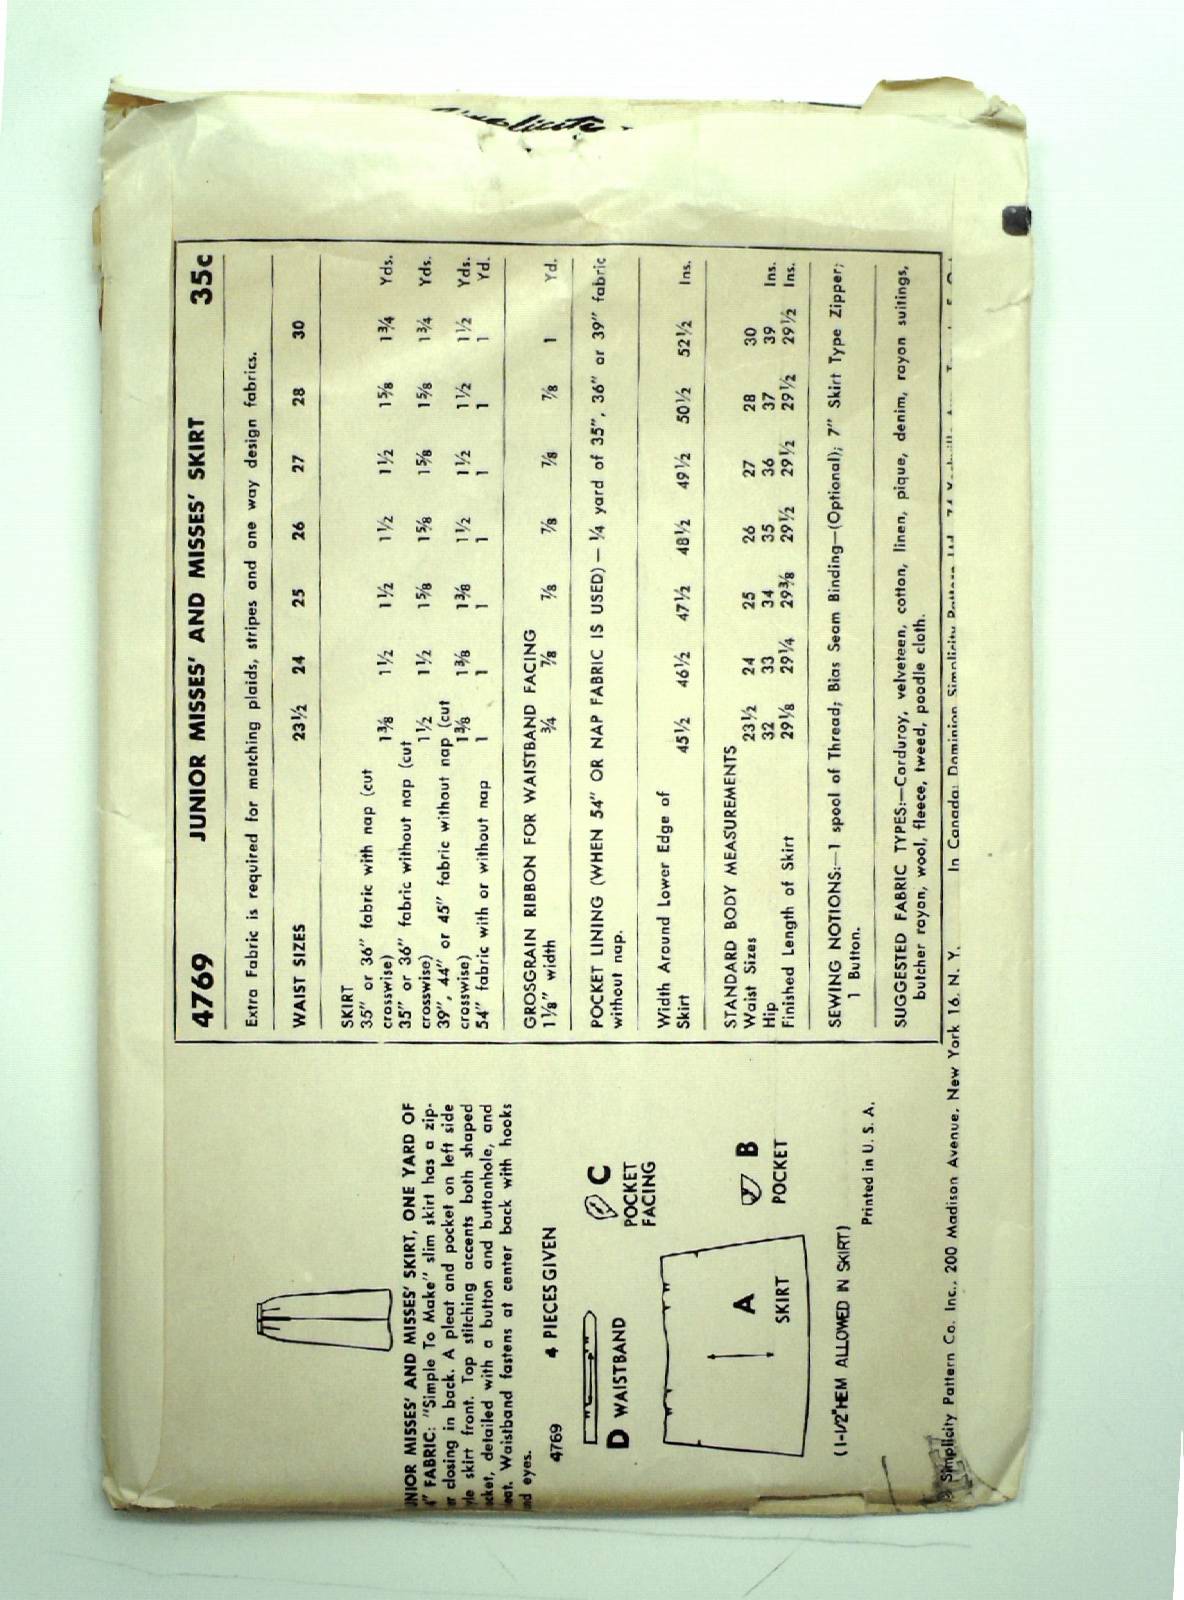 Simplicity
JUNIOR MISSES' AND MISSES' SKIRT, ONE YARD OF
54" FABRIC: "Simple To Make" slim skirt has a zip-
per closing in back. A pleat and pocket on left side
style skirt front. Top stitching accents both shaped
pocket, detailed with a button and buttonhole, and
pleat. Waistband fastens at center back with hooks
and eyes.
4769 4 PIECES GIVEN
D WAISTBAND
C
POCKET
FACING
A
SKIRT
B
POCKET
(1-1/2" HEM ALLOWED IN SKIRT)
Printed in U. S. A.
4769 JUNIOR MISSES' AND MISSES' SKIRT 35c
Extra Fabric is required for matching plaids, stripes and one way design fabrics.
WAIST SIZES 23½ 24 25 26 27 28 30
SKIRT
35" or 36" fabric with nap (cut
crosswise) 1⅜ 1½ 1½ 1½ 1½ 1⅝ 1¾ Yds.
35" or 36" fabric without nap (cut
crosswise) 1½ 1½ 1⅝ 1⅝ 1⅝ 1⅝ 1¾ Yds.
39", 44" or 45" fabric without nap (cut
crosswise) 1⅜ 1⅜ 1⅜ 1½ 1½ 1½ 1½ Yds.
54" fabric with or without nap 1 1 1 1 1 1 1 Yd.
GROSGRAIN RIBBON FOR WAISTBAND FACING
1⅛" width ¾ ⅞ ⅞ ⅞ ⅞ ⅞ 1 Yd.
POCKET LINING (WHEN 54" OR NAP FABRIC IS USED) — ¼ yard of 35", 36" or 39" fabric
without nap.
Width Around Lower Edge of
Skirt 45½ 46½ 47½ 48½ 49½ 50½ 52½ Ins.
STANDARD BODY MEASUREMENTS
Waist Sizes 23½ 24 25 26 27 28 30
Hip 32 33 34 35 36 37 39 Ins.
Finished Length of Skirt 29⅛ 29¼ 29⅜ 29½ 29½ 29½ 29½ Ins.
SEWING NOTIONS:—1 spool of Thread; Bias Seam Binding—(Optional); 7" Skirt Type Zipper;
1 Button.
SUGGESTED FABRIC TYPES:—Corduroy, velveteen, cotton, linen, pique, denim, rayon suitings,
butcher rayon, wool, fleece, tweed, poodle cloth.
Simplicity Pattern Co. Inc., 200 Madison Avenue, New York 16, N. Y. In Canada: Dominion Simplicity Pattern Ltd.